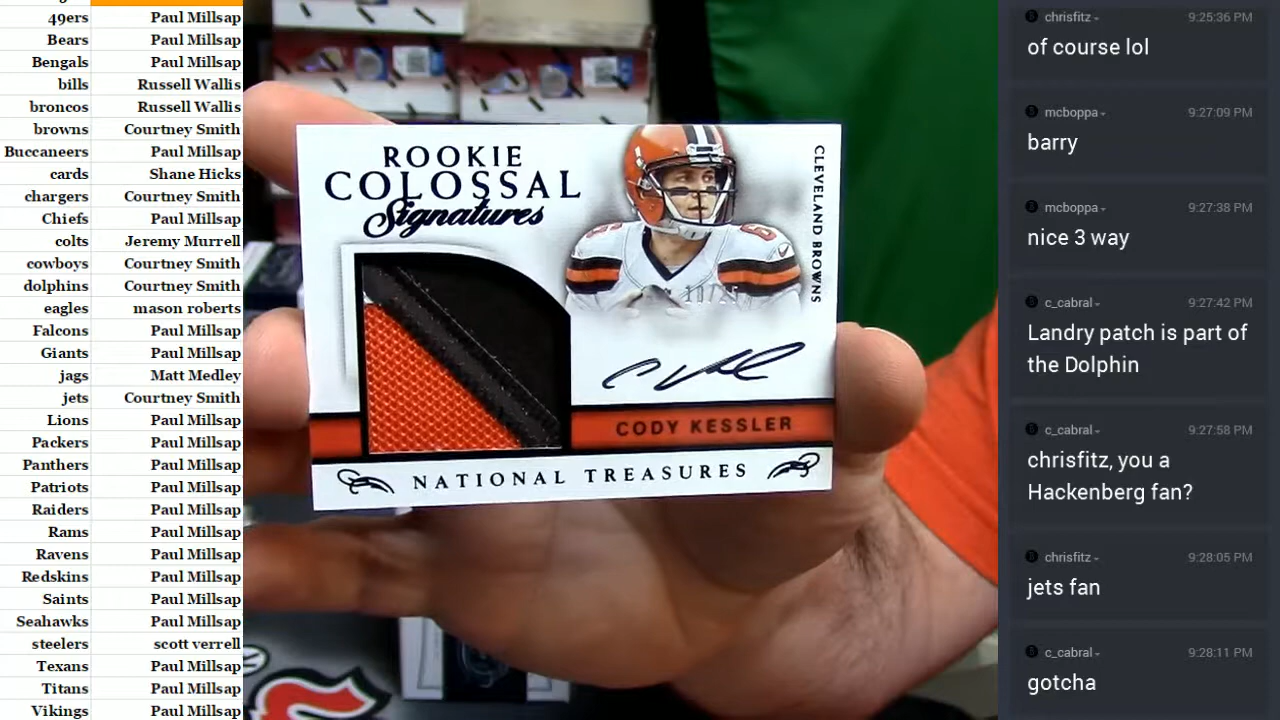 49ers Paul Millsap
Bears Paul Millsap
Bengals Paul Millsap
bills Russell Wallis
broncos Russell Wallis
browns Courtney Smith
Buccaneers Paul Millsap
cards Shane Hicks
chargers Courtney Smith
Chiefs Paul Millsap
colts Jeremy Murrell
cowboys Courtney Smith
dolphins Courtney Smith
eagles mason roberts
Falcons Paul Millsap
Giants Paul Millsap
jags Matt Medley
jets Courtney Smith
Lions Paul Millsap
Packers Paul Millsap
Panthers Paul Millsap
Patriots Paul Millsap
Raiders Paul Millsap
Rams Paul Millsap
Ravens Paul Millsap
Redskins Paul Millsap
Saints Paul Millsap
Seahawks Paul Millsap
steelers scott verrell
Texans Paul Millsap
Titans Paul Millsap
Vikings Paul Millsap
ROOKIE
COLOSSAL
Signatures
CLEVELAND BROWNS
6
CODY KESSLER
NATIONAL TREASURES
chrisfitz 9:25:36 PM
of course lol
mcboppa 9:27:09 PM
barry
mcboppa 9:27:38 PM
nice 3 way
c_cabral 9:27:42 PM
Landry patch is part of
the Dolphin
c_cabral 9:27:58 PM
chrisfitz, you a
Hackenberg fan?
chrisfitz 9:28:05 PM
jets fan
c_cabral 9:28:11 PM
gotcha